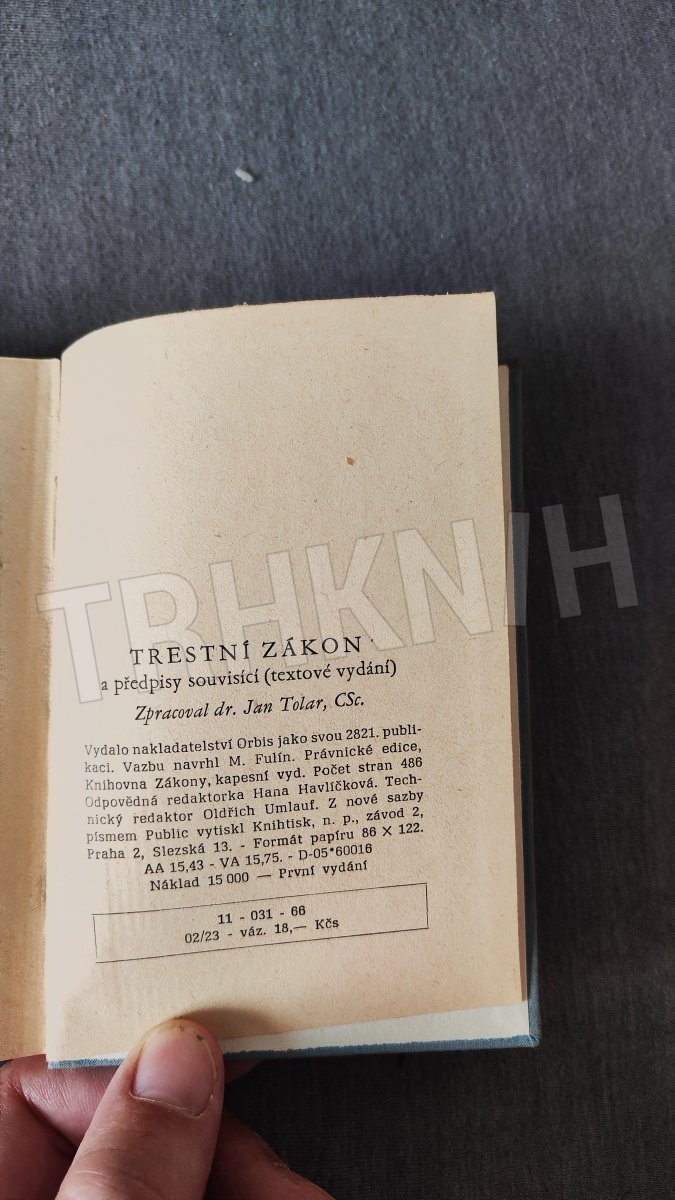 TRHKNIH
TRESTNÍ ZÁKON
a předpisy souvisící (textové vydání)
Zpracoval dr. Jan Tolar, CSc.
Vydalo nakladatelství Orbis jako svou 2821. publi-
kaci. Vazbu navrhl M. Fulín. Právnické edice,
Knihovna Zákony, kapesní vyd. Počet stran 486
Odpovědná redaktorka Hana Havlíčková. Tech-
nický redaktor Oldřich Umlauf. Z nové sazby
písmem Public vytiskl Knihtisk, n. p., závod 2,
Praha 2, Slezská 13. - Formát papíru 86 X 122.
AA 15,43 - VA 15,75. - D-05*60016
Náklad 15 000 — První vydání
11 - 031 - 66
02/23 - váz. 18,— Kčs